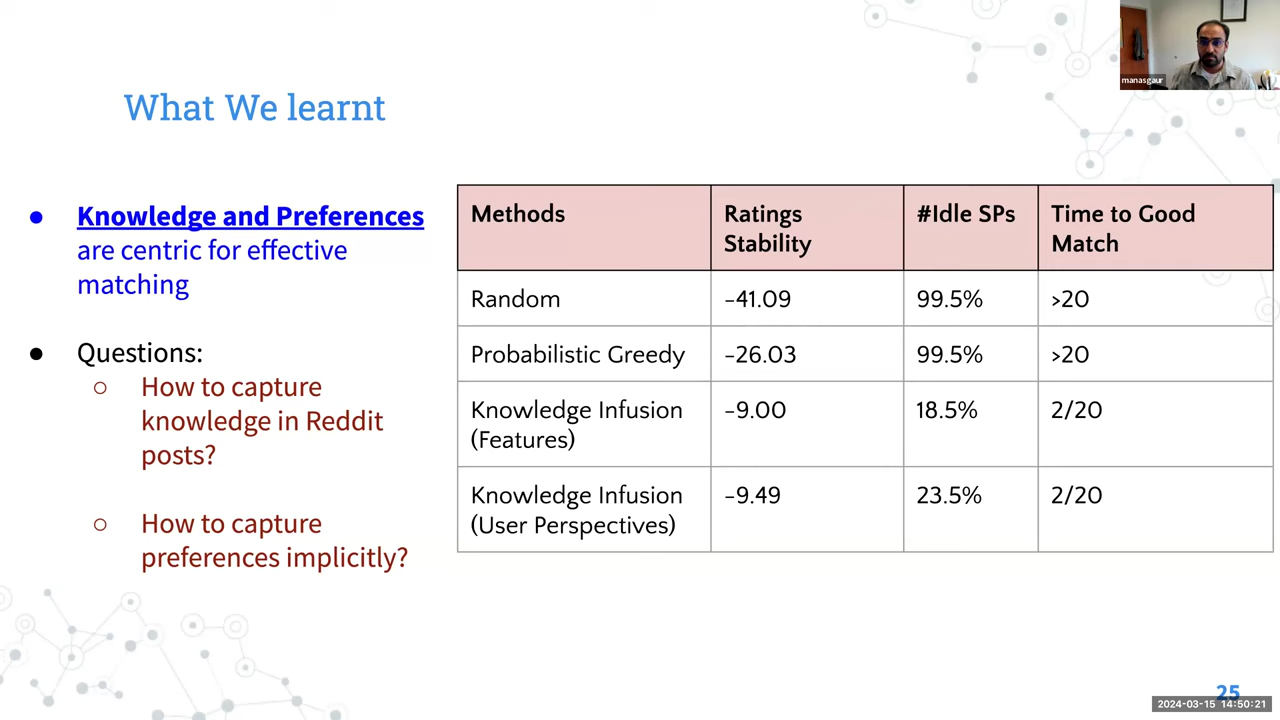 manasgaur
What We learnt
● Knowledge and Preferences
are centric for effective
matching
● Questions:
○ How to capture
knowledge in Reddit
posts?
○ How to capture
preferences implicitly?
Methods Ratings Stability #Idle SPs Time to Good Match
Random -41.09 99.5% >20
Probabilistic Greedy -26.03 99.5% >20
Knowledge Infusion (Features) -9.00 18.5% 2/20
Knowledge Infusion (User Perspectives) -9.49 23.5% 2/20
25
2024-03-15 14:50:21